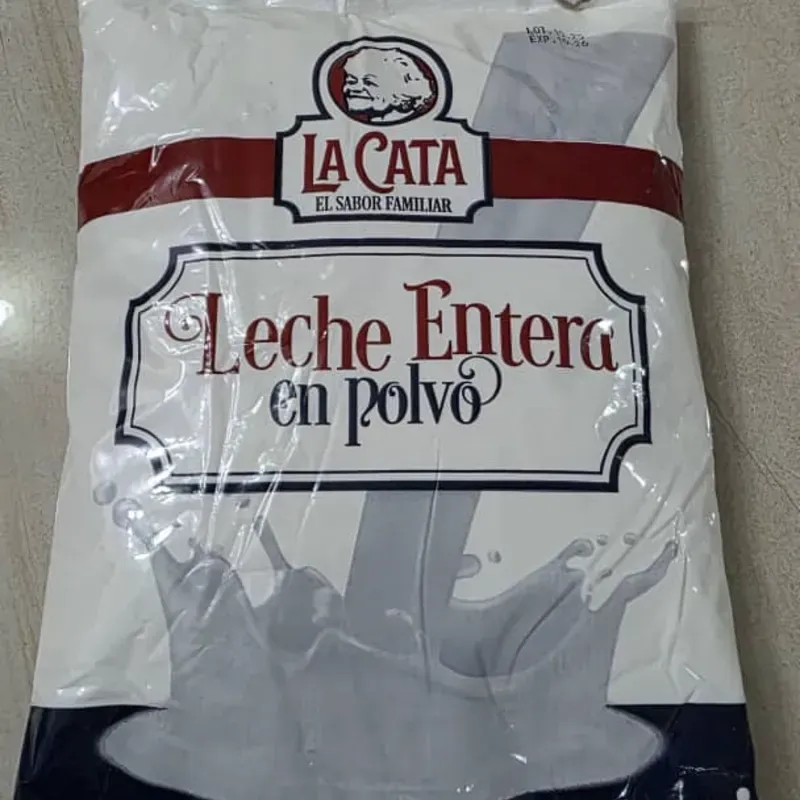 LA CATA
EL SABOR FAMILIAR
Leche Entera
en polvo